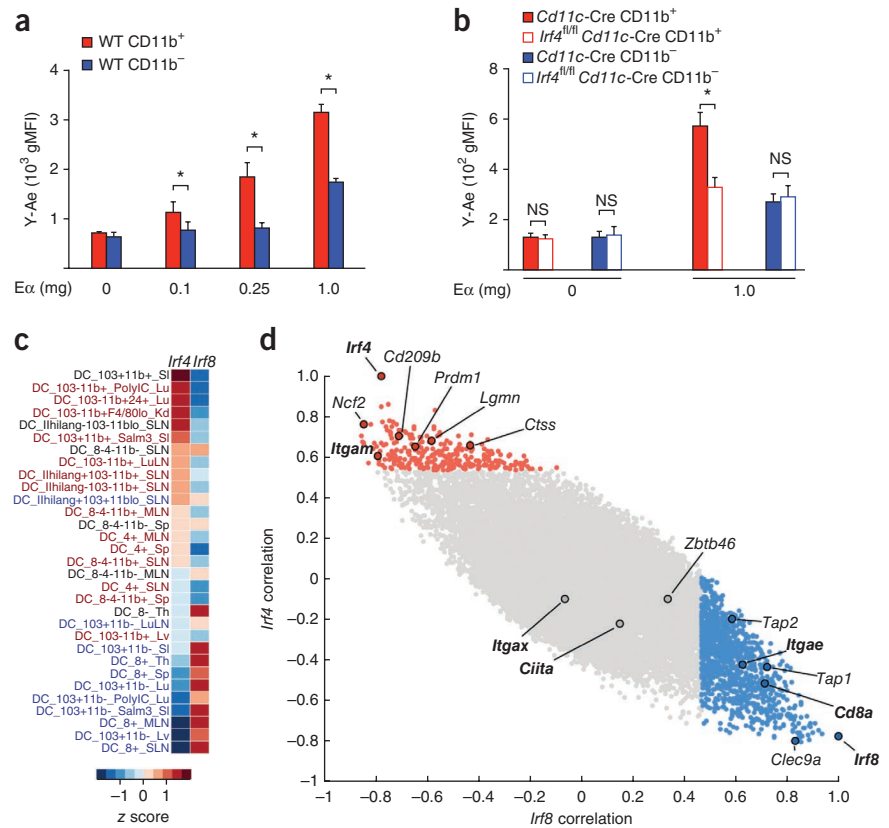 a
WT CD11b+
WT CD11b−
Y-Ae (10³ gMFI)
4
3
2
1
*
*
*
Eα (mg)
0
0.1
0.25
1.0
b
Cd11c-Cre CD11b+
Irf4fl/fl Cd11c-Cre CD11b+
Cd11c-Cre CD11b−
Irf4fl/fl Cd11c-Cre CD11b−
Y-Ae (10² gMFI)
8
6
4
2
NS
NS
*
NS
Eα (mg)
0
1.0
c
Irf4 Irf8
DC_103+11b+_SI
DC_103-11b+_PolyIC_Lu
DC_103-11b+24+_Lu
DC_103-11b+F4/80lo_Kd
DC_IIhilang-103-11blo_SLN
DC_103+11b+_Salm3_SI
DC_8-4-11b-_SLN
DC_103-11b+_LuLN
DC_IIhilang+103-11b+_SLN
DC_IIhilang-103-11b+_SLN
DC_IIhilang+103+11blo_SLN
DC_8-4-11b+_MLN
DC_8-4-11b-_Sp
DC_4+_MLN
DC_4+_Sp
DC_8-4-11b+_SLN
DC_8-4-11b-_MLN
DC_4+_SLN
DC_8-4-11b+_Sp
DC_8-_Th
DC_103+11b-_LuLN
DC_103-11b+_Lv
DC_103+11b-_SI
DC_8+_Th
DC_8+_Sp
DC_103+11b-_Lu
DC_103+11b-_PolyIC_Lu
DC_103+11b-_Salm3_SI
DC_8+_MLN
DC_103+11b-_Lv
DC_8+_SLN
−1 0 1
z score
d
Irf4 correlation
1.0
0.8
0.6
0.4
0.2
0
−0.2
−0.4
−0.6
−0.8
−1
Irf4
Cd209b
Prdm1
Lgmn
Ncf2
Ctss
Itgam
Zbtb46
Itgax
Ciita
Tap2
Itgae
Tap1
Cd8a
Clec9a
Irf8
−1 −0.8 −0.6 −0.4 −0.2 0 0.2 0.4 0.6 0.8 1.0
Irf8 correlation